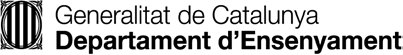 Generalitat de Catalunya
Departament d'Ensenyament